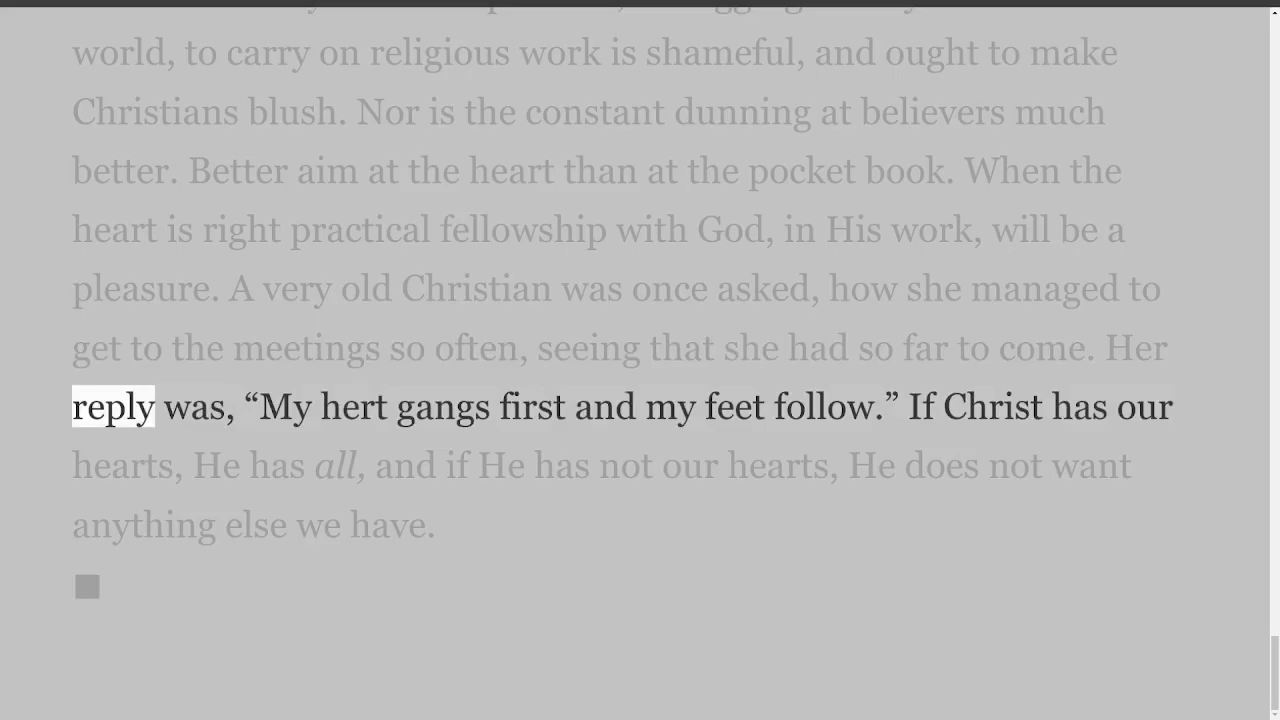 world, to carry on religious work is shameful, and ought to make
Christians blush. Nor is the constant dunning at believers much
better. Better aim at the heart than at the pocket book. When the
heart is right practical fellowship with God, in His work, will be a
pleasure. A very old Christian was once asked, how she managed to
get to the meetings so often, seeing that she had so far to come. Her
reply was, “My hert gangs first and my feet follow.” If Christ has our
hearts, He has all, and if He has not our hearts, He does not want
anything else we have.